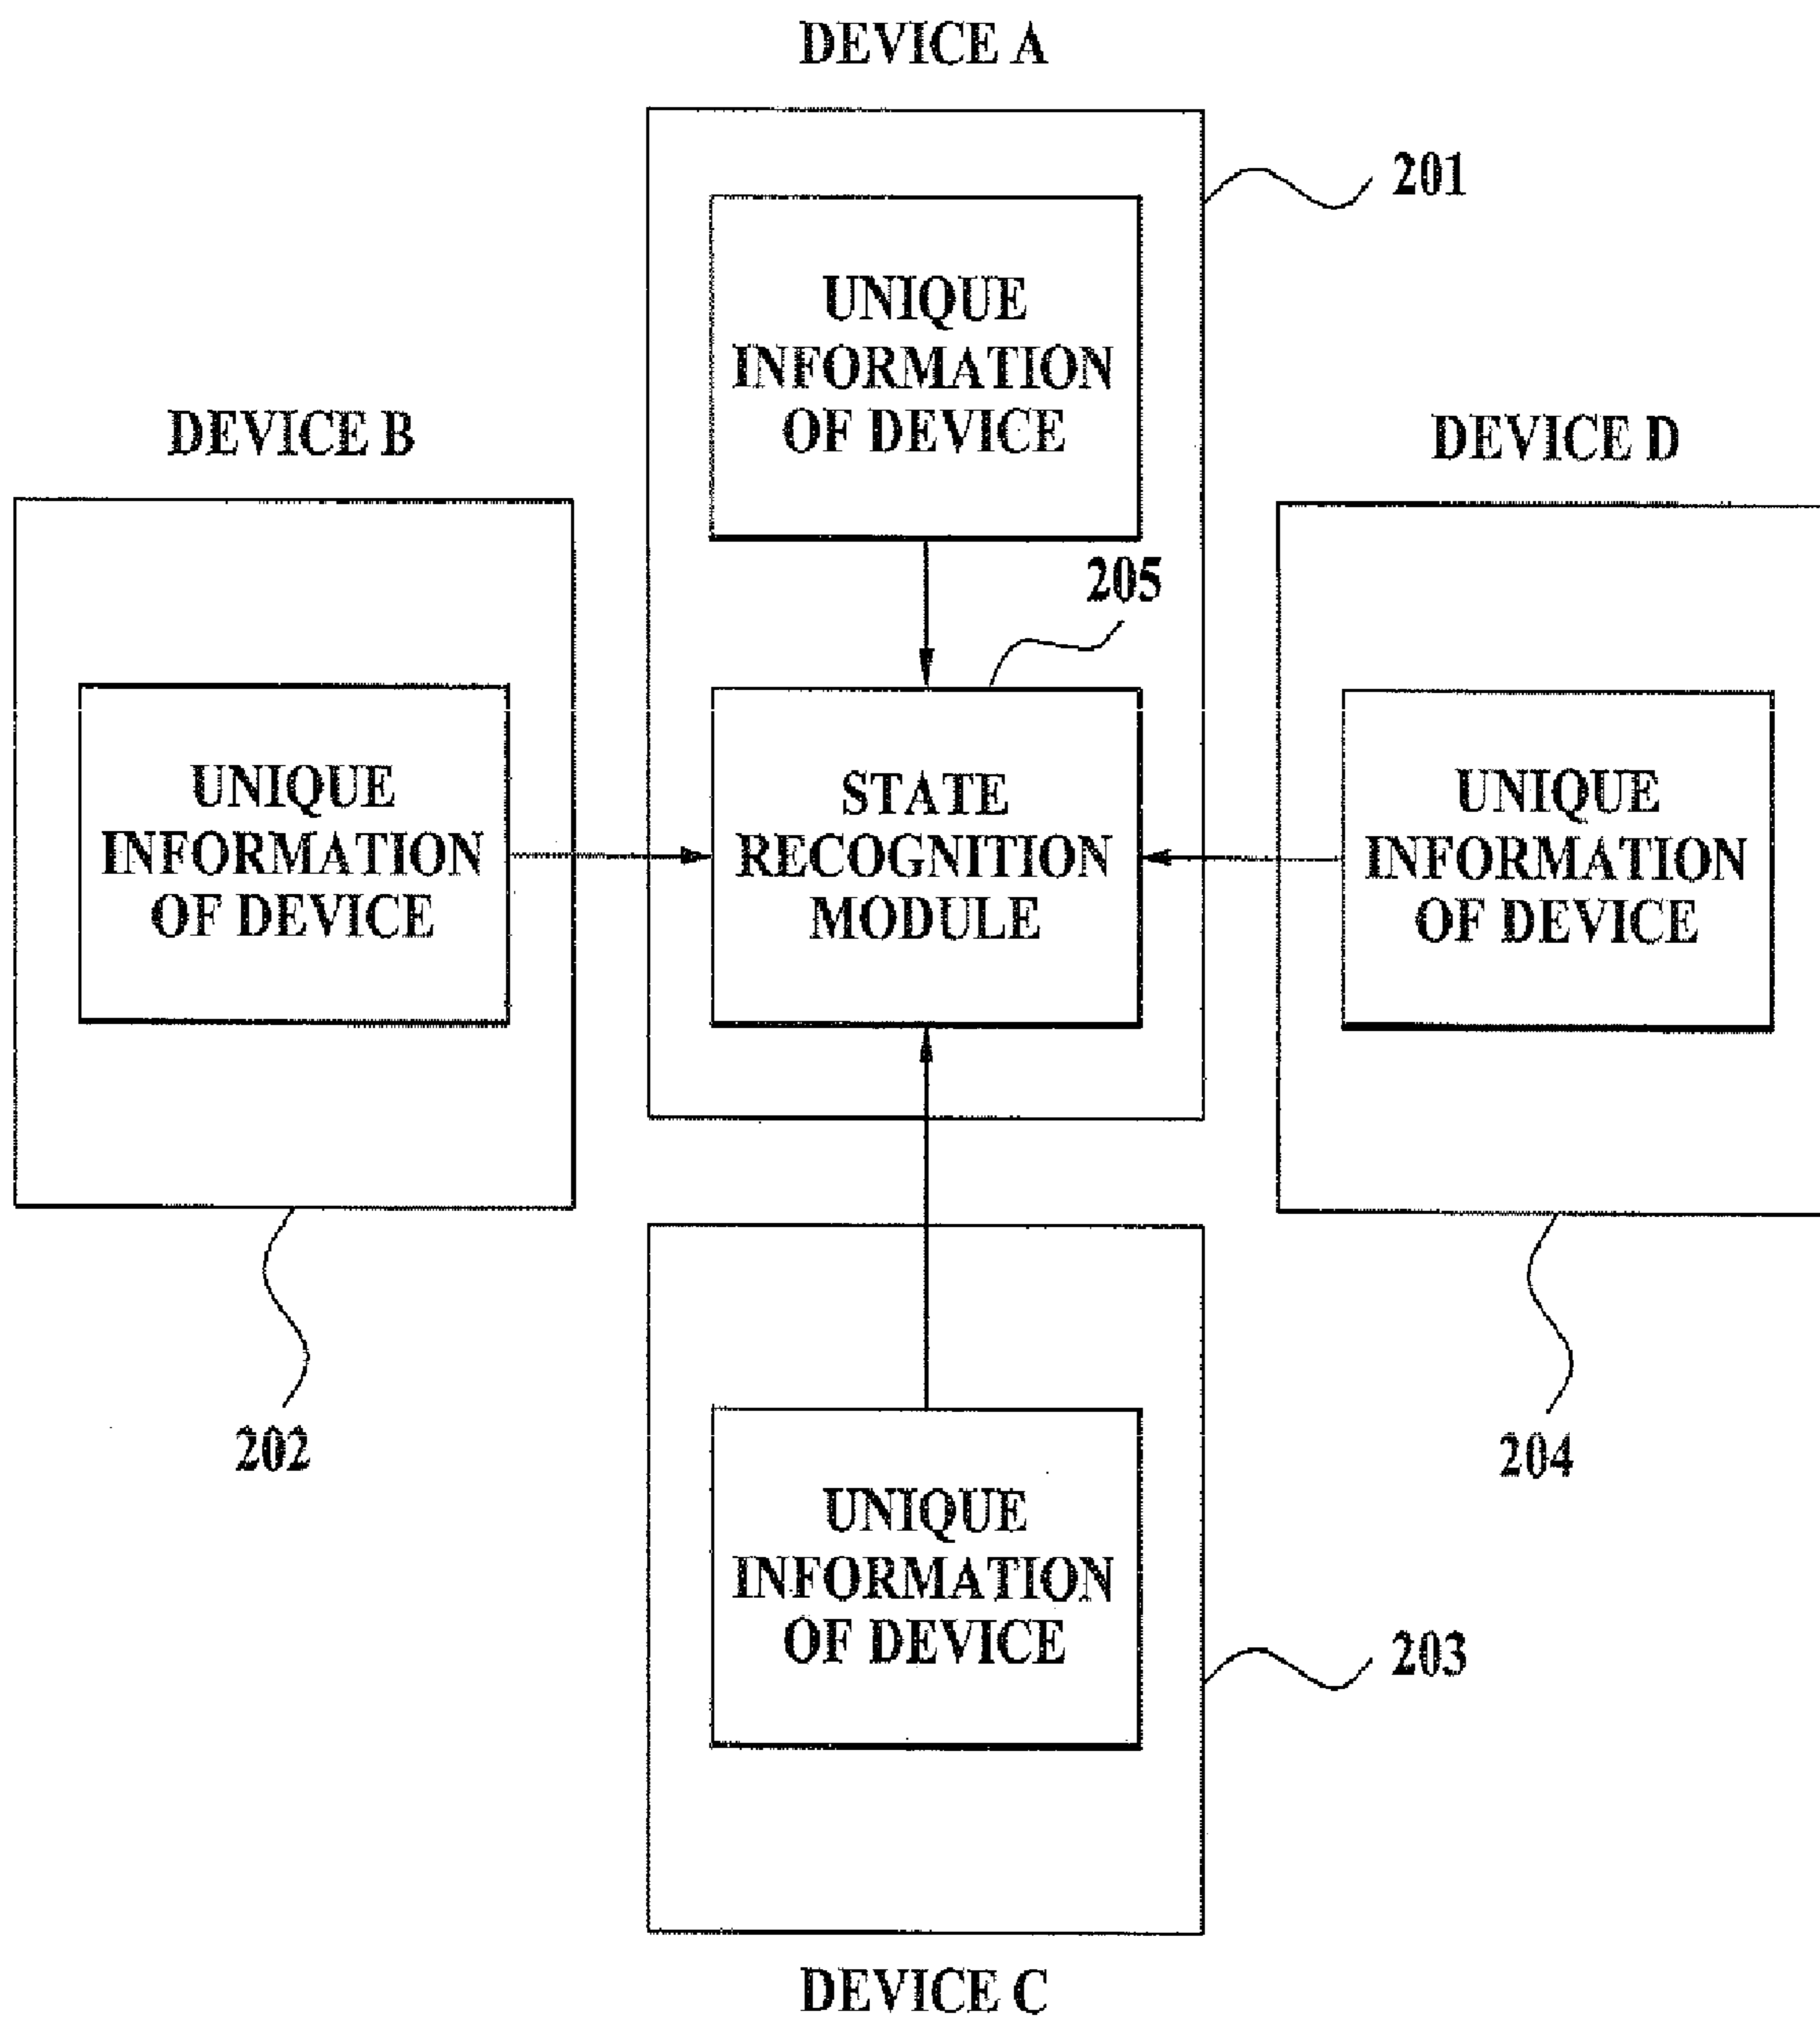 DEVICE A
201
UNIQUE
INFORMATION
OF DEVICE
DEVICE B
DEVICE D
205
UNIQUE
INFORMATION
OF DEVICE
STATE
RECOGNITION
MODULE
UNIQUE
INFORMATION
OF DEVICE
202
204
UNIQUE
INFORMATION
OF DEVICE
203
DEVICE C